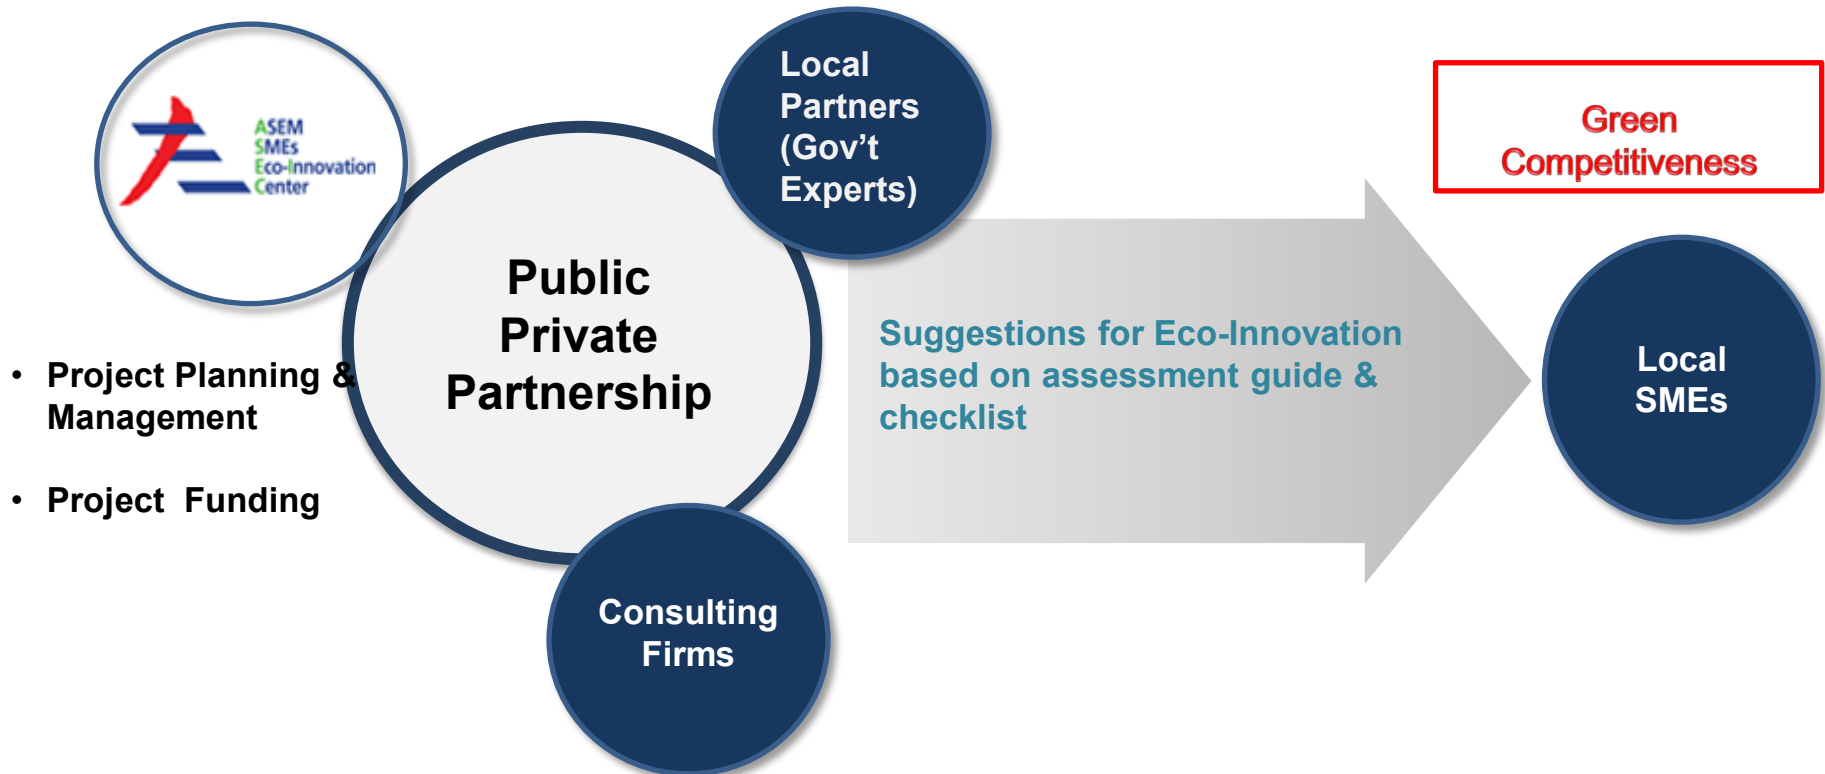 ASEM
SMEs
Eco-Innovation
Center
Local
Partners
(Gov’t
Experts)
Green
Competitiveness
Public
Private
Partnership
• Project Planning &
Management
• Project Funding
Suggestions for Eco-Innovation
based on assessment guide &
checklist
Local
SMEs
Consulting
Firms